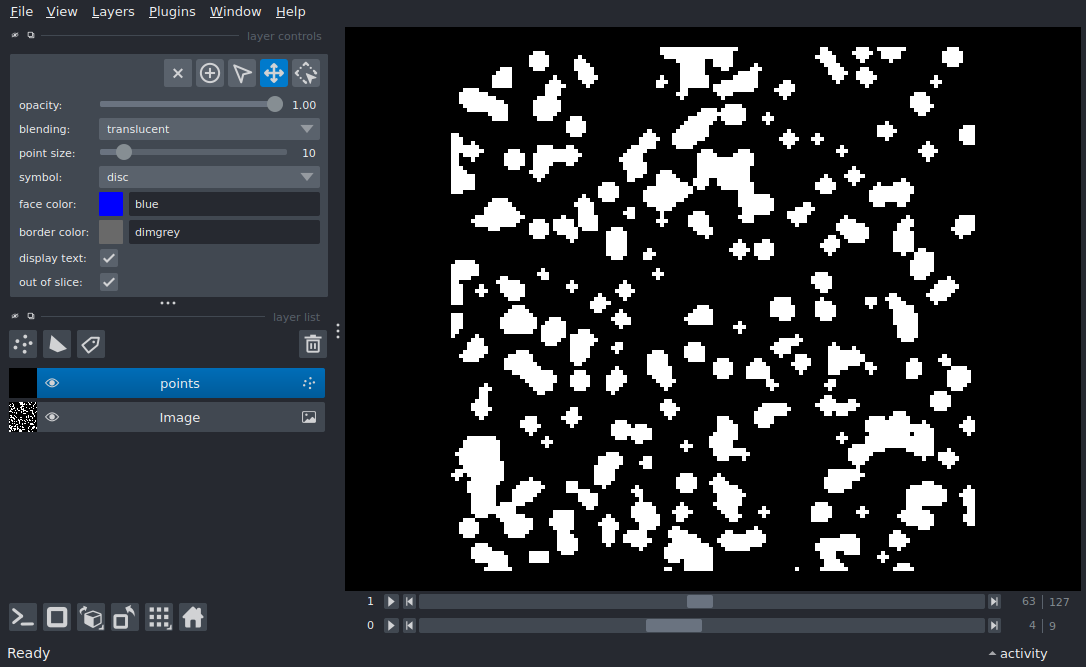 File View Layers Plugins Window Help
layer controls
opacity: 1.00
blending: translucent
point size: 10
symbol: disc
face color: blue
border color: dimgrey
display text:
out of slice:
layer list
points
Image
1 63 127
0 4 9
Ready activity